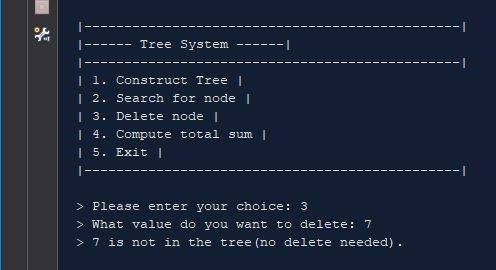 |-----------------------------------------------|
|------ Tree System ------|
|-----------------------------------------------|
| 1. Construct Tree |
| 2. Search for node |
| 3. Delete node |
| 4. Compute total sum |
| 5. Exit |
|-----------------------------------------------|
> Please enter your choice: 3
> What value do you want to delete: 7
> 7 is not in the tree(no delete needed).